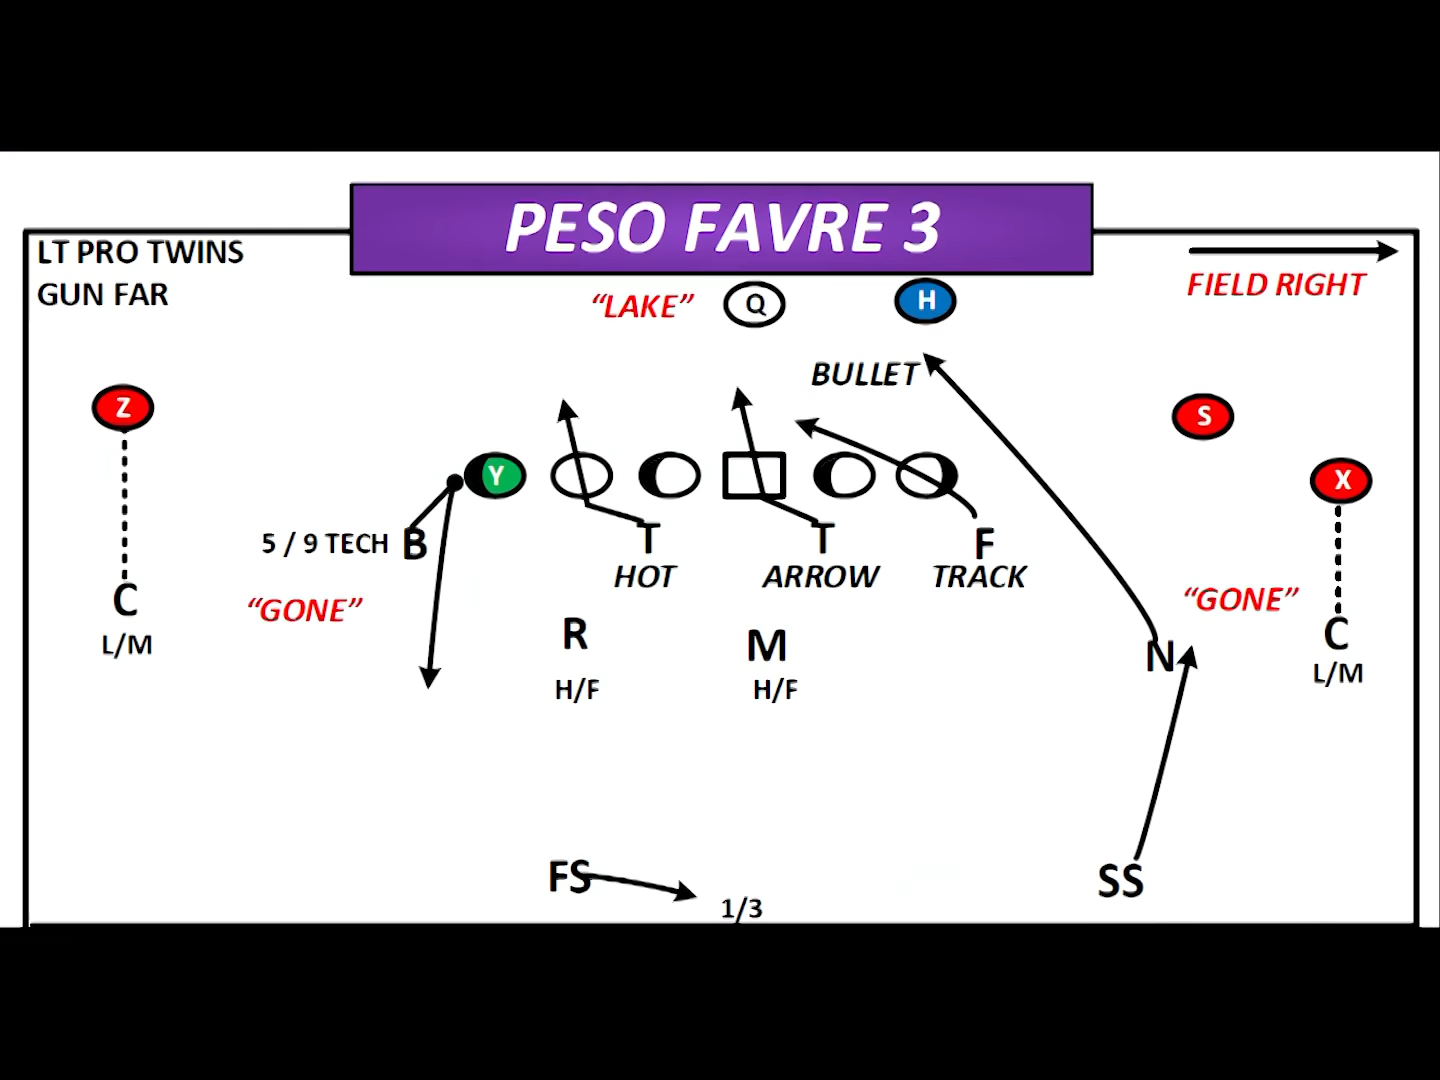 PESO FAVRE 3
LT PRO TWINS
GUN FAR
FIELD RIGHT
"LAKE"
Q
H
BULLET
Z
S
Y
X
5 / 9 TECH
B
T
T
F
HOT
ARROW
TRACK
C
L/M
"GONE"
"GONE"
C
L/M
R
H/F
M
H/F
N
FS
1/3
SS